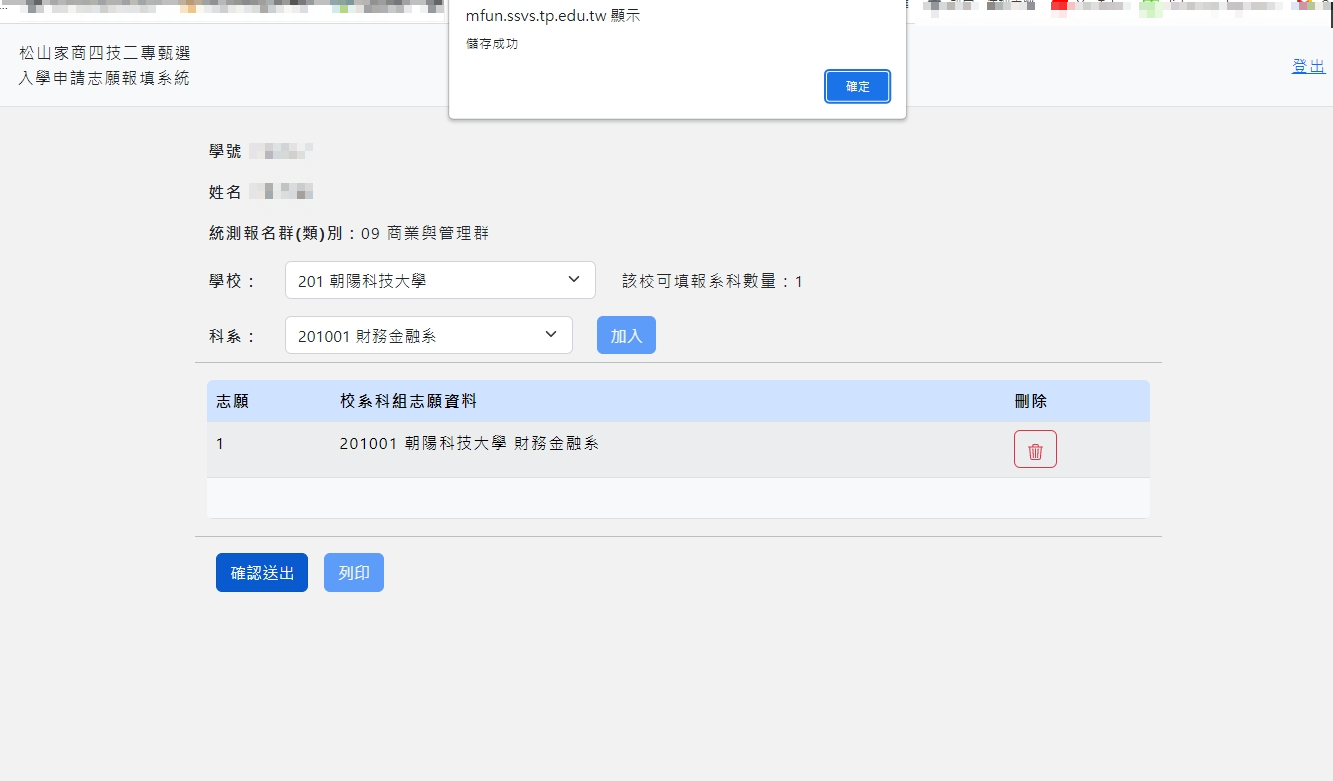 mfun.ssvs.tp.edu.tw 顯示
儲存成功
確定
松山家商四技二專甄選
入學申請志願報填系統
登出
學號
姓名
統測報名群(類)別：09 商業與管理群
學校： 201 朝陽科技大學 該校可填報系科數量：1
科系： 201001 財務金融系 加入
志願 校系科組志願資料 刪除
1 201001 朝陽科技大學 財務金融系
確認送出 列印